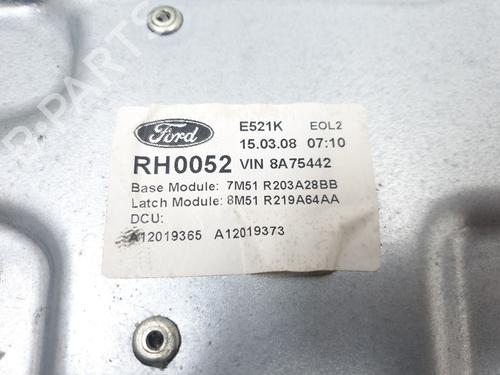 Ford
E521K EOL2
15.03.08 07:10
RH0052 VIN 8A75442
Base Module: 7M51 R203A28BB
Latch Module: 8M51 R219A64AA
DCU:
A12019365 A12019373